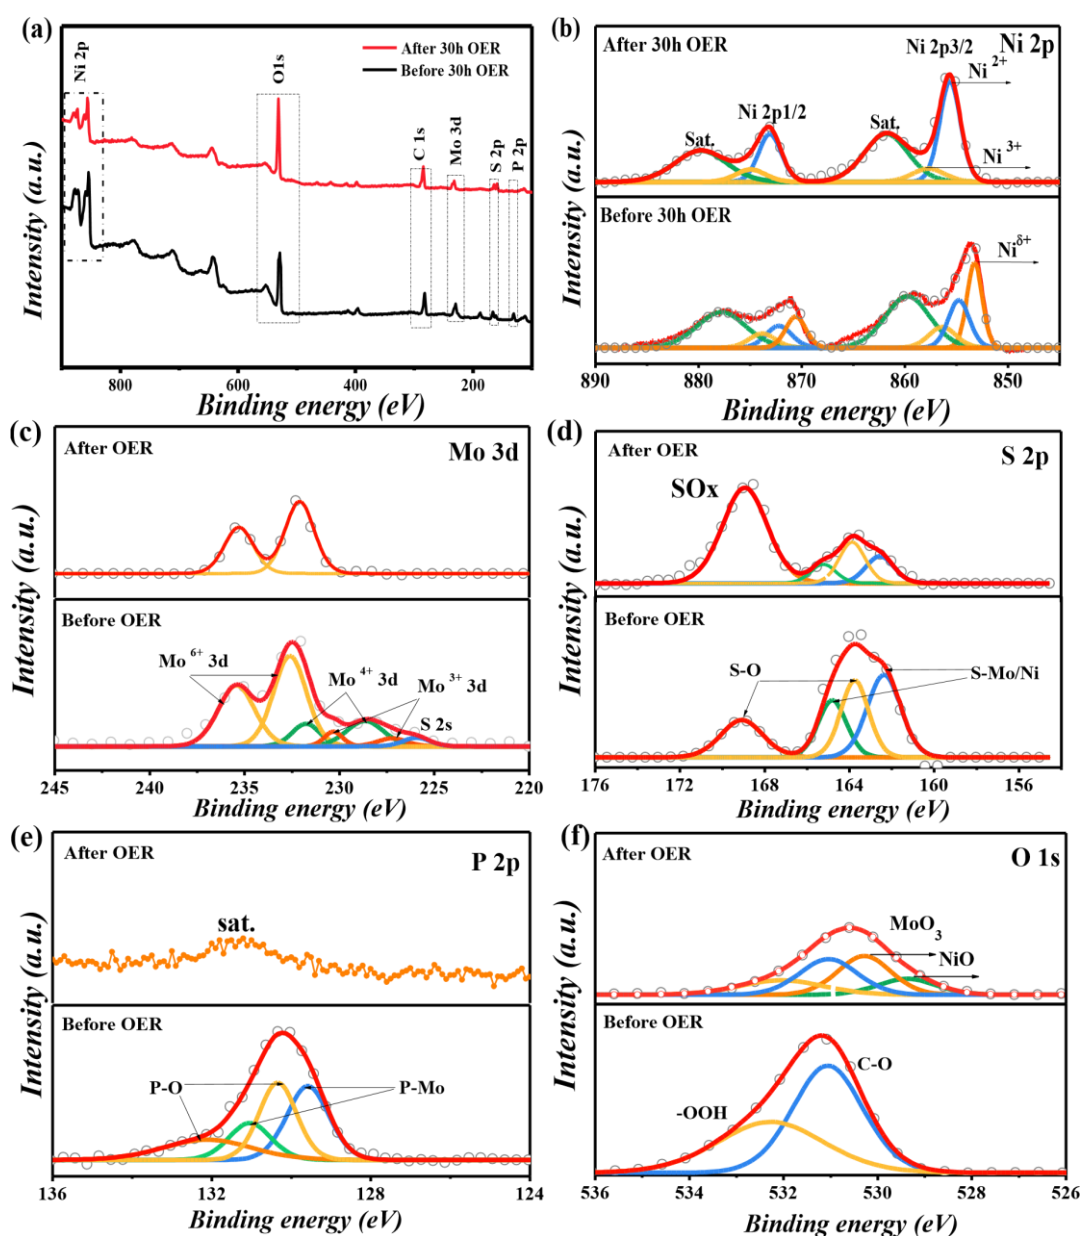 (a)
After 30h OER
Before 30h OER
Ni 2p
O1s
C 1s
Mo 3d
S 2p
P 2p
Intensity (a.u.)
800 600 400 200
Binding energy (eV)
(b)
After 30h OER
Ni 2p3/2
Ni 2p
Ni 2+
Ni 2p1/2
Sat.
Sat.
Ni 3+
Before 30h OER
Niδ+
Intensity (a.u.)
890 880 870 860 850
Binding energy (eV)
(c)
After OER
Mo 3d
Before OER
Mo 6+ 3d
Mo 4+ 3d
Mo 3+ 3d
S 2s
Intensity (a.u.)
245 240 235 230 225 220
Binding energy (eV)
(d)
After OER
S 2p
SOx
Before OER
S-O
S-Mo/Ni
Intensity (a.u.)
176 172 168 164 160 156
Binding energy (eV)
(e)
After OER
P 2p
sat.
Before OER
P-O
P-Mo
Intensity (a.u.)
136 132 128 124
Binding energy (eV)
(f)
After OER
O 1s
MoO3
NiO
Before OER
C-O
-OOH
Intensity (a.u.)
536 534 532 530 528 526
Binding energy (eV)